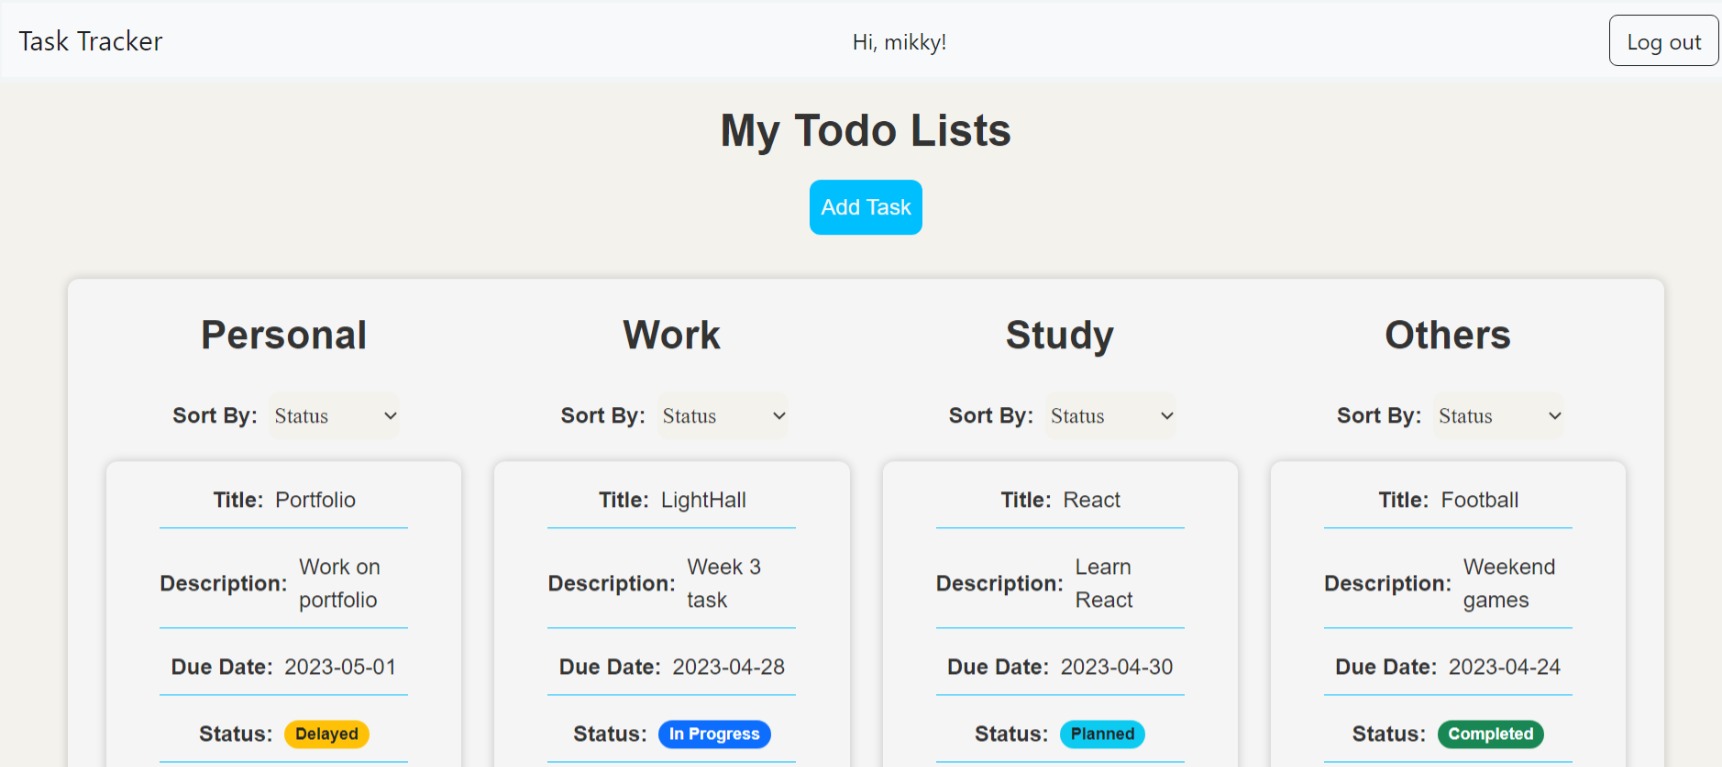 Task Tracker
Hi, mikky!
Log out
My Todo Lists
Add Task
Personal
Sort By: Status
Title: Portfolio
Description: Work on
portfolio
Due Date: 2023-05-01
Status: Delayed
Work
Sort By: Status
Title: LightHall
Description: Week 3
task
Due Date: 2023-04-28
Status: In Progress
Study
Sort By: Status
Title: React
Description: Learn
React
Due Date: 2023-04-30
Status: Planned
Others
Sort By: Status
Title: Football
Description: Weekend
games
Due Date: 2023-04-24
Status: Completed